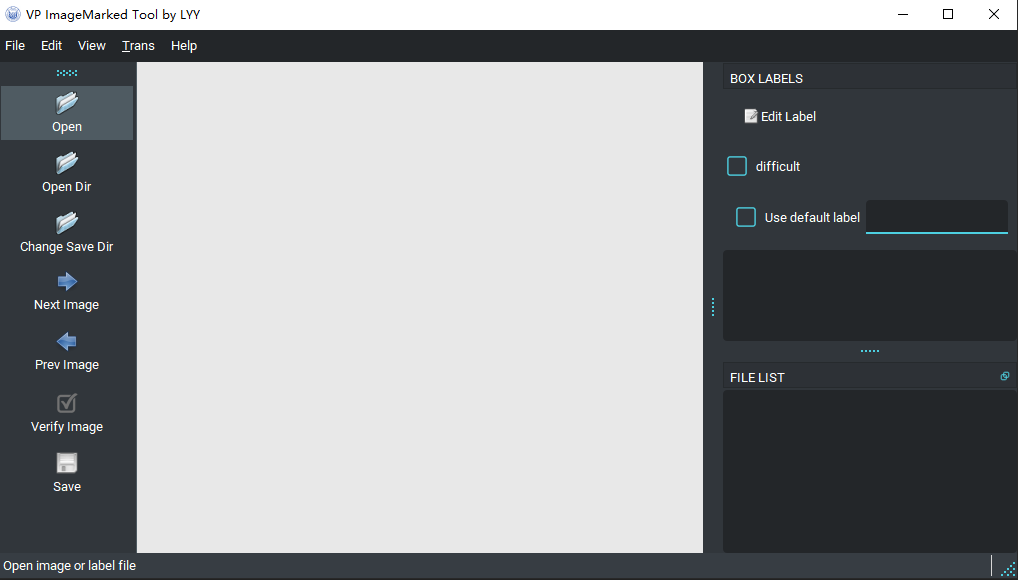 VP ImageMarked Tool by LYY
File Edit View Trans Help
Open
Open Dir
Change Save Dir
Next Image
Prev Image
Verify Image
Save
BOX LABELS
Edit Label
difficult
Use default label
FILE LIST
Open image or label file